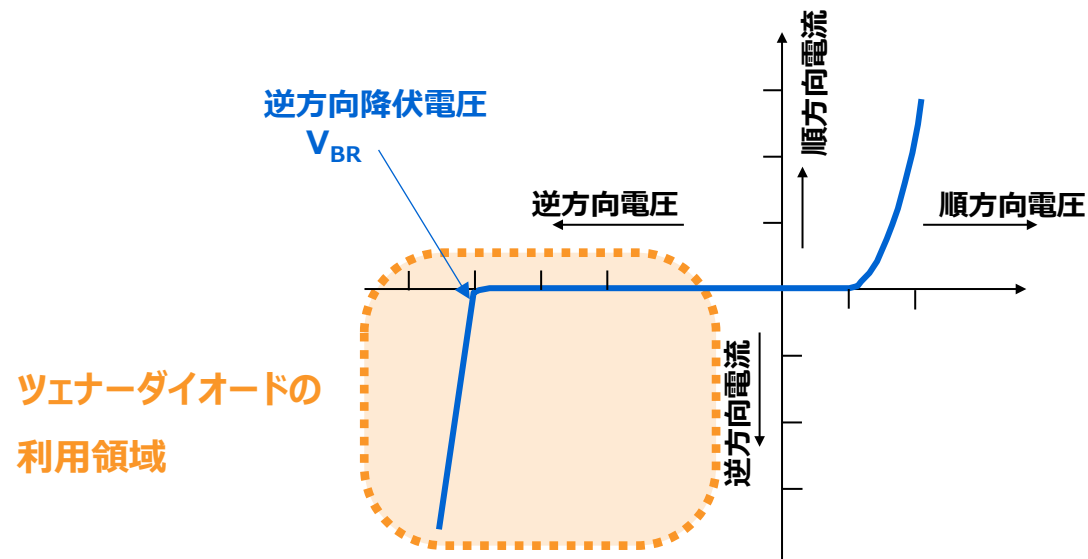 順方向電流
逆方向降伏電圧
VBR
逆方向電圧
順方向電圧
逆方向電流
ツェナーダイオードの
利用領域